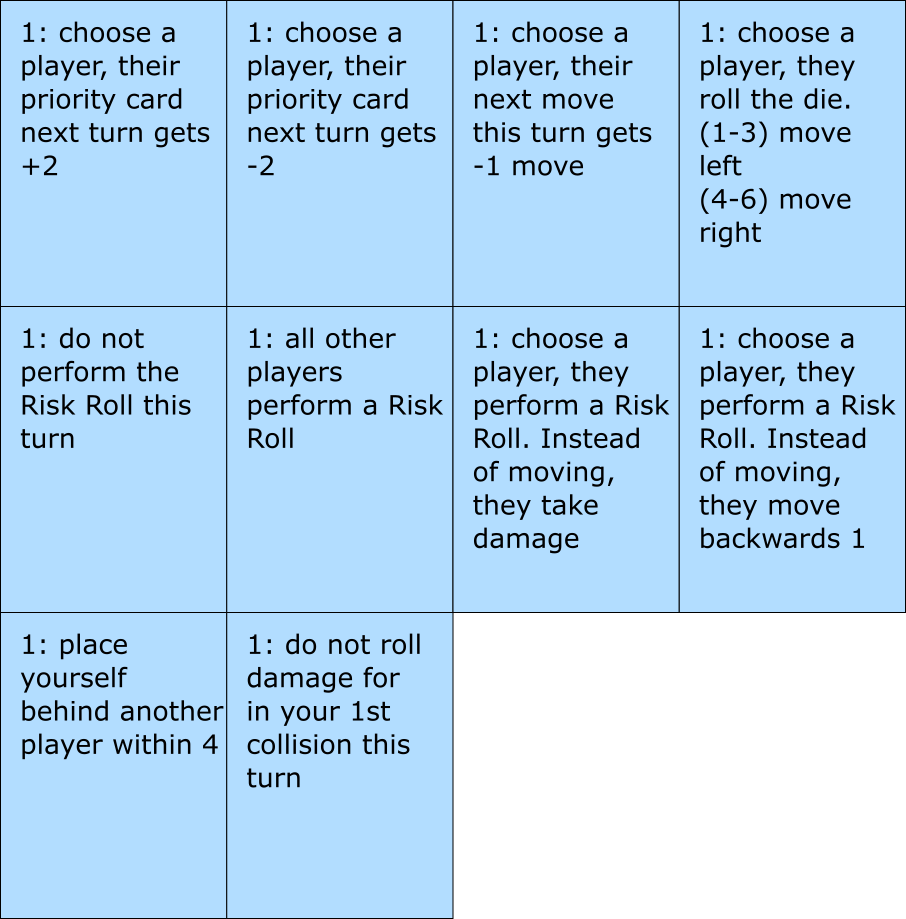 1: choose a
player, their
priority card
next turn gets
+2
1: choose a
player, their
priority card
next turn gets
-2
1: choose a
player, their
next move
this turn gets
-1 move
1: choose a
player, they
roll the die.
(1-3) move
left
(4-6) move
right
1: do not
perform the
Risk Roll this
turn
1: all other
players
perform a Risk
Roll
1: choose a
player, they
perform a Risk
Roll. Instead
of moving,
they take
damage
1: choose a
player, they
perform a Risk
Roll. Instead
of moving,
they move
backwards 1
1: place
yourself
behind another
player within 4
1: do not roll
damage for
in your 1st
collision this
turn